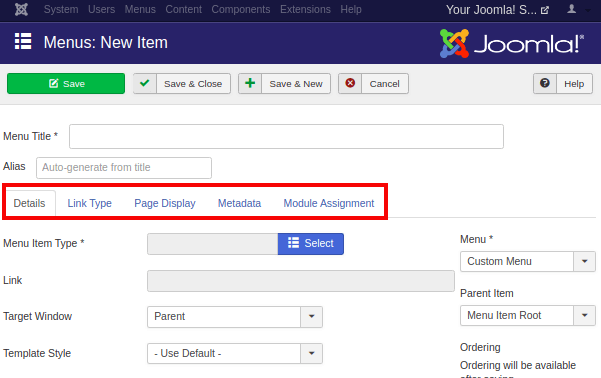 System Users Menus Content Components Extensions Help Your Joomla! S...
Menus: New Item Joomla!®
Save Save & Close Save & New Cancel Help
Menu Title *
Alias Auto-generate from title
Details Link Type Page Display Metadata Module Assignment
Menu Item Type * Select
Link
Target Window Parent
Template Style - Use Default -
Menu *
Custom Menu
Parent Item
Menu Item Root
Ordering
Ordering will be available
after saving